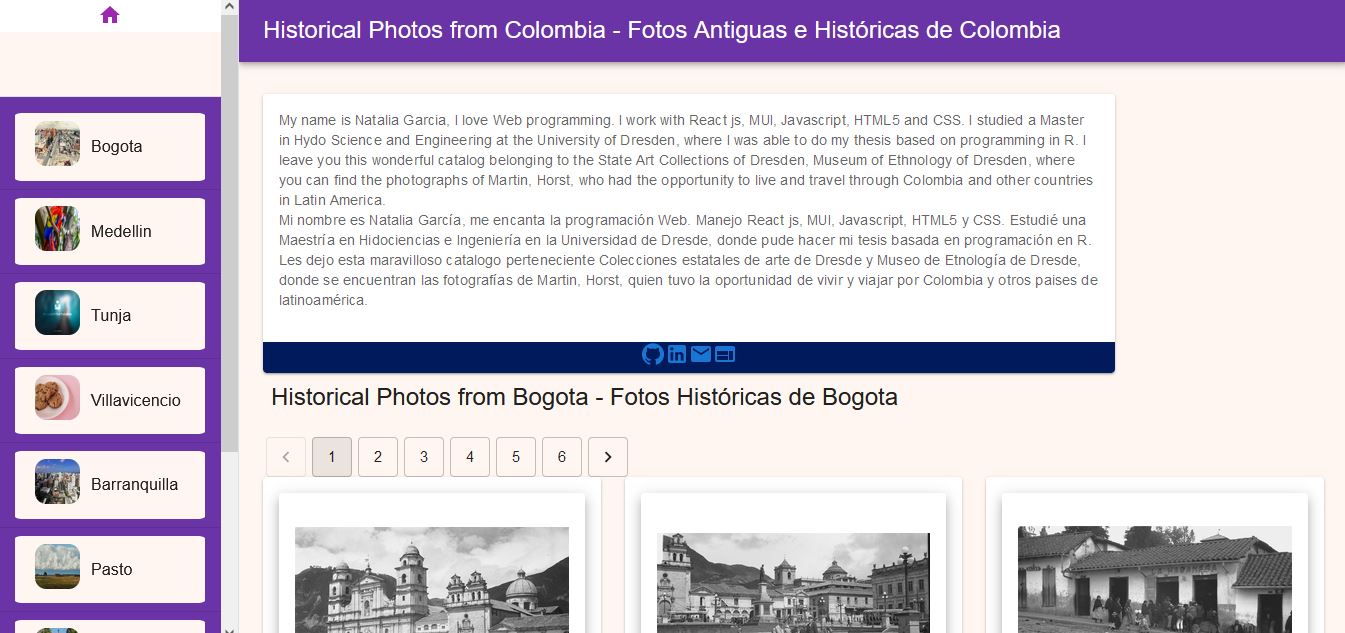 Historical Photos from Colombia - Fotos Antiguas e Históricas de Colombia
Bogota
Medellin
Tunja
Villavicencio
Barranquilla
Pasto
My name is Natalia Garcia, I love Web programming. I work with React js, MUI, Javascript, HTML5 and CSS. I studied a Master
in Hydo Science and Engineering at the University of Dresden, where I was able to do my thesis based on programming in R. I
leave you this wonderful catalog belonging to the State Art Collections of Dresden, Museum of Ethnology of Dresden, where
you can find the photographs of Martin, Horst, who had the opportunity to live and travel through Colombia and other countries
in Latin America.
Mi nombre es Natalia García, me encanta la programación Web. Manejo React js, MUI, Javascript, HTML5 y CSS. Estudié una
Maestría en Hidociencias e Ingeniería en la Universidad de Dresde, donde pude hacer mi tesis basada en programación en R.
Les dejo esta maravilloso catalogo perteneciente Colecciones estatales de arte de Dresde y Museo de Etnología de Dresde,
donde se encuentran las fotografías de Martin, Horst, quien tuvo la oportunidad de vivir y viajar por Colombia y otros paises de
latinoamérica.
in
Historical Photos from Bogota - Fotos Históricas de Bogota
1 2 3 4 5 6